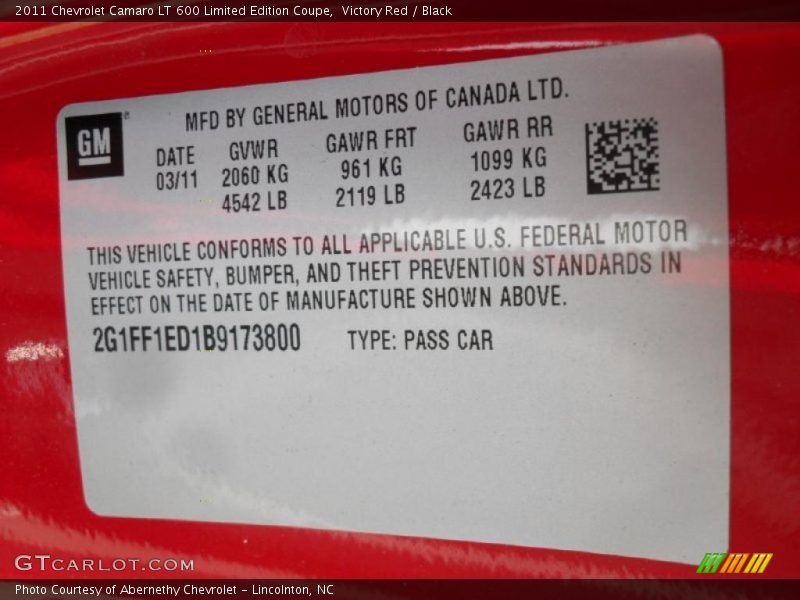 2011 Chevrolet Camaro LT 600 Limited Edition Coupe, Victory Red / Black
MFD BY GENERAL MOTORS OF CANADA LTD.
GM ®
DATE GVWR GAWR FRT GAWR RR
03/11 2060 KG 961 KG 1099 KG
4542 LB 2119 LB 2423 LB
THIS VEHICLE CONFORMS TO ALL APPLICABLE U.S. FEDERAL MOTOR
VEHICLE SAFETY, BUMPER, AND THEFT PREVENTION STANDARDS IN
EFFECT ON THE DATE OF MANUFACTURE SHOWN ABOVE.
2G1FF1ED1B9173800 TYPE: PASS CAR
GTCARLOT.COM
Photo Courtesy of Abernethy Chevrolet – Lincolnton, NC